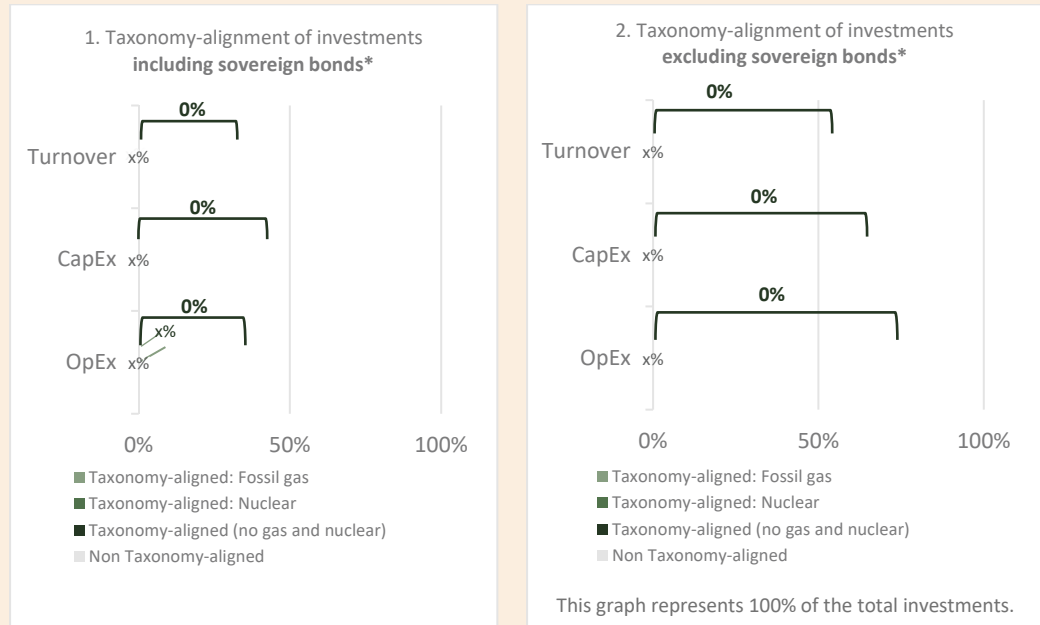 1. Taxonomy-alignment of investments
including sovereign bonds*
0%
Turnover x%
0%
CapEx x%
0%
x%
OpEx x%
0% 50% 100%
Taxonomy-aligned: Fossil gas
Taxonomy-aligned: Nuclear
Taxonomy-aligned (no gas and nuclear)
Non Taxonomy-aligned
2. Taxonomy-alignment of investments
excluding sovereign bonds*
0%
Turnover x%
0%
CapEx x%
0%
OpEx x%
0% 50% 100%
Taxonomy-aligned: Fossil gas
Taxonomy-aligned: Nuclear
Taxonomy-aligned (no gas and nuclear)
Non Taxonomy-aligned
This graph represents 100% of the total investments.